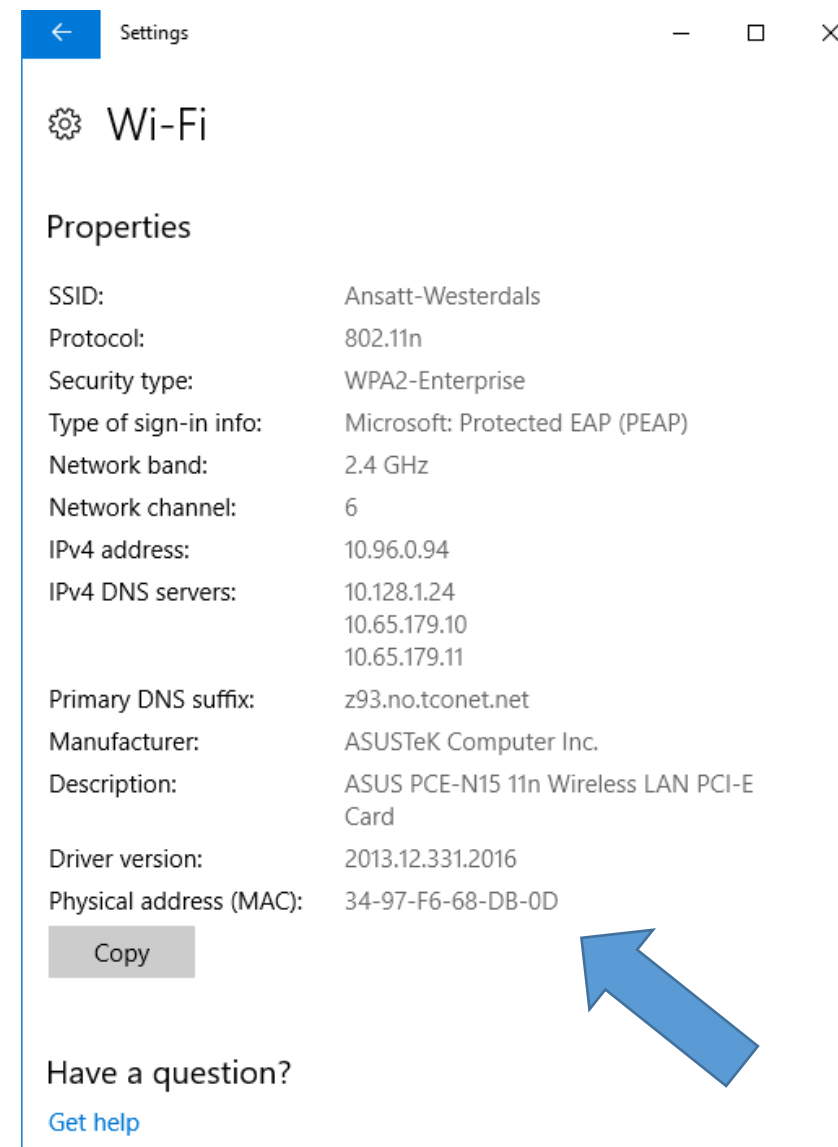 Settings
Wi-Fi
Properties
SSID: Ansatt-Westerdals
Protocol: 802.11n
Security type: WPA2-Enterprise
Type of sign-in info: Microsoft: Protected EAP (PEAP)
Network band: 2.4 GHz
Network channel: 6
IPv4 address: 10.96.0.94
IPv4 DNS servers: 10.128.1.24
10.65.179.10
10.65.179.11
Primary DNS suffix: z93.no.tconet.net
Manufacturer: ASUSTeK Computer Inc.
Description: ASUS PCE-N15 11n Wireless LAN PCI-E
Card
Driver version: 2013.12.331.2016
Physical address (MAC): 34-97-F6-68-DB-0D
Copy
Have a question?
Get help